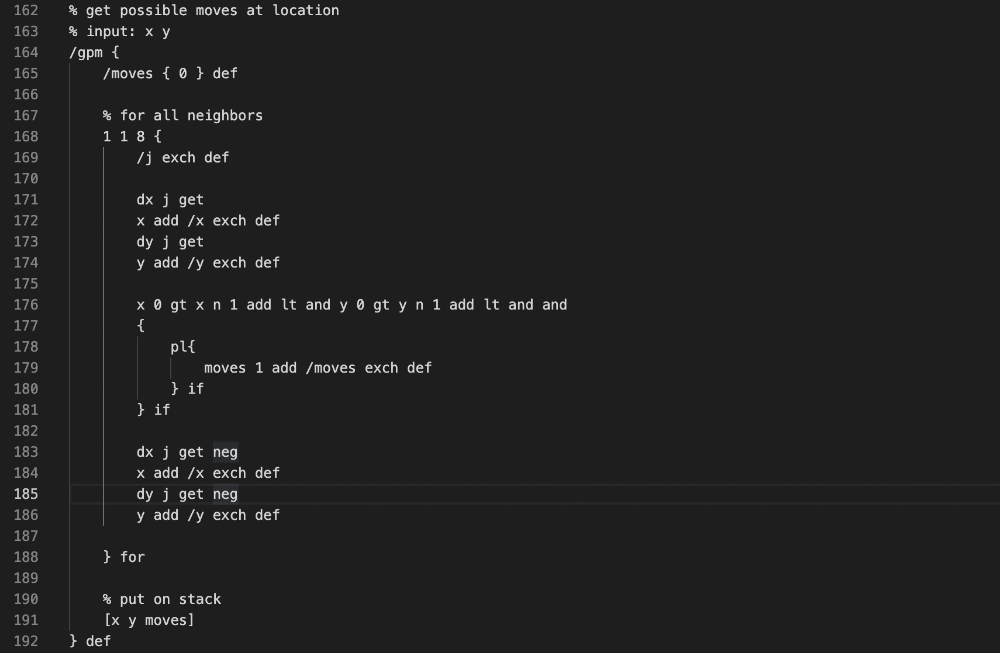 162 % get possible moves at location
163 % input: x y
164 /gpm {
165 /moves { 0 } def
166
167 % for all neighbors
168 1 1 8 {
169 /j exch def
170
171 dx j get
172 x add /x exch def
173 dy j get
174 y add /y exch def
175
176 x 0 gt x n 1 add lt and y 0 gt y n 1 add lt and and
177 {
178 pl{
179 moves 1 add /moves exch def
180 } if
181 } if
182
183 dx j get neg
184 x add /x exch def
185 dy j get neg
186 y add /y exch def
187
188 } for
189
190 % put on stack
191 [x y moves]
192 } def